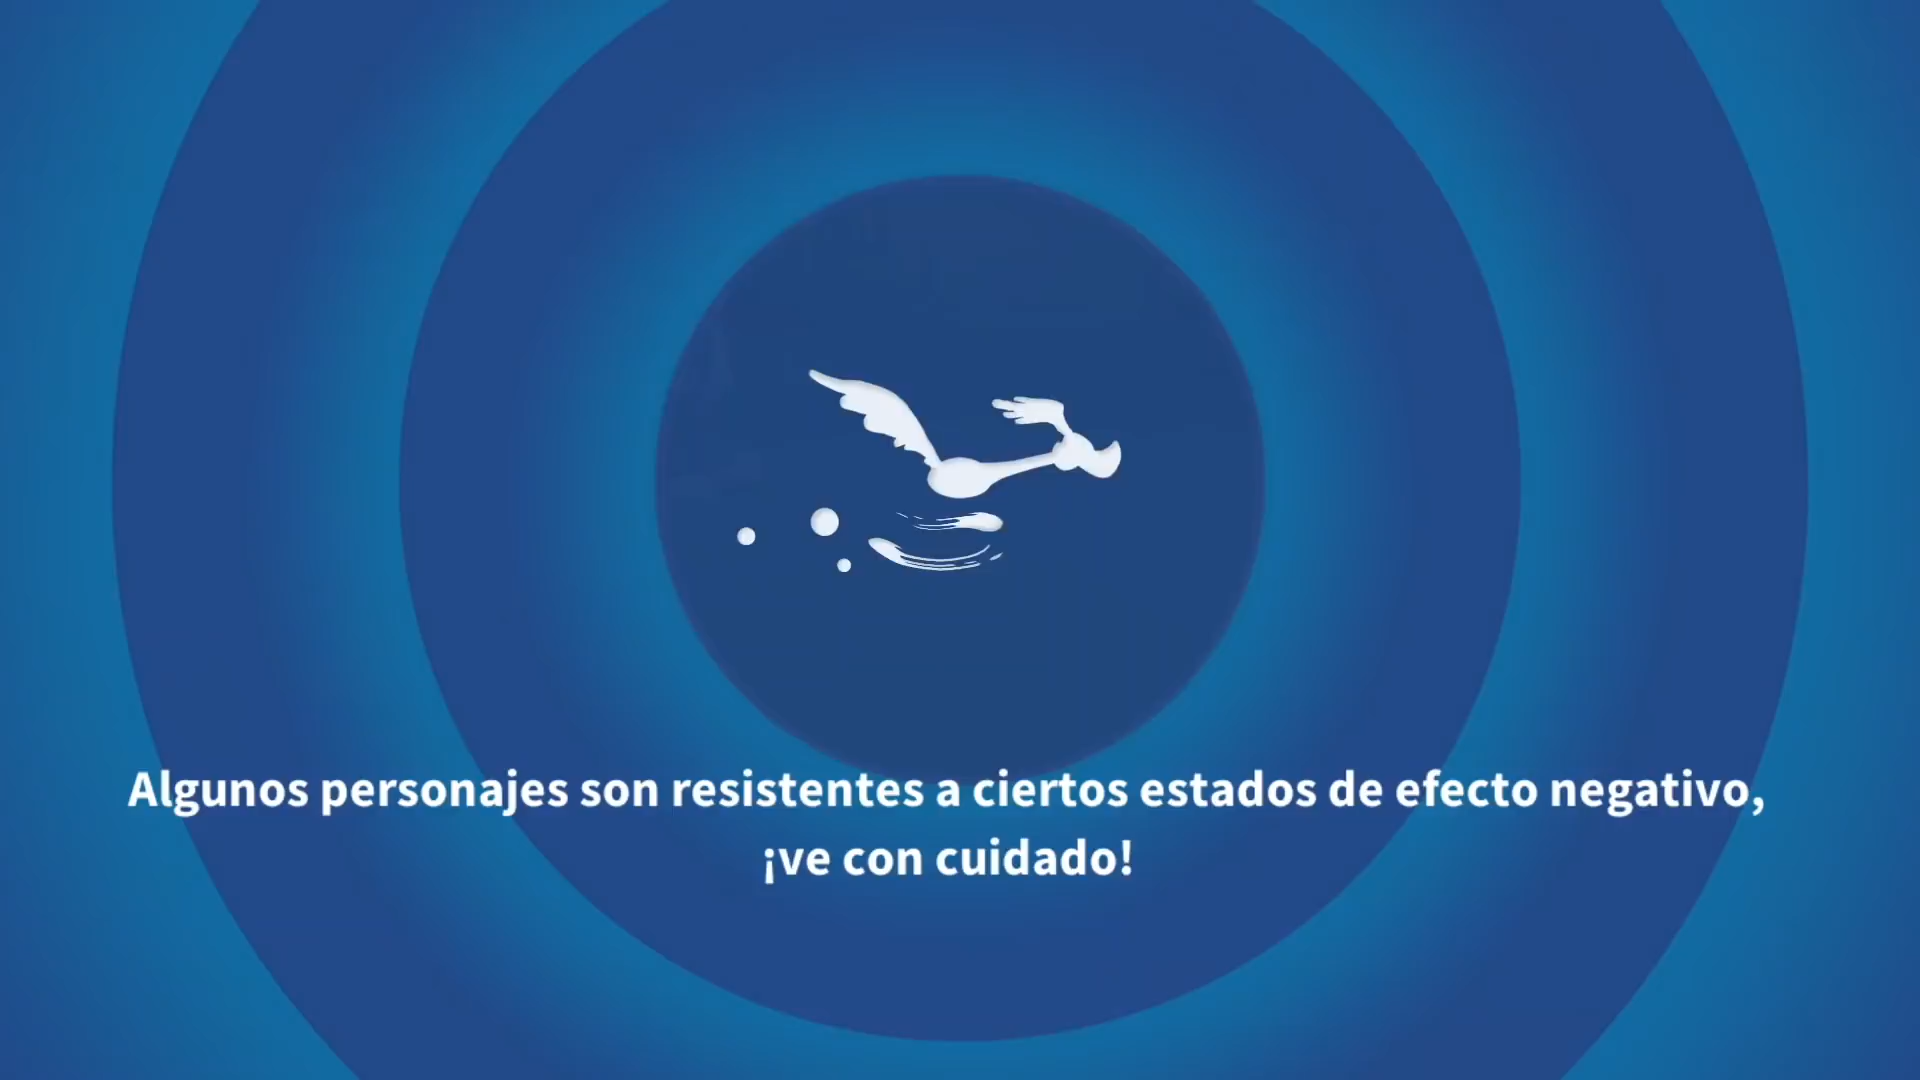 Algunos personajes son resistentes a ciertos estados de efecto negativo,
¡ve con cuidado!